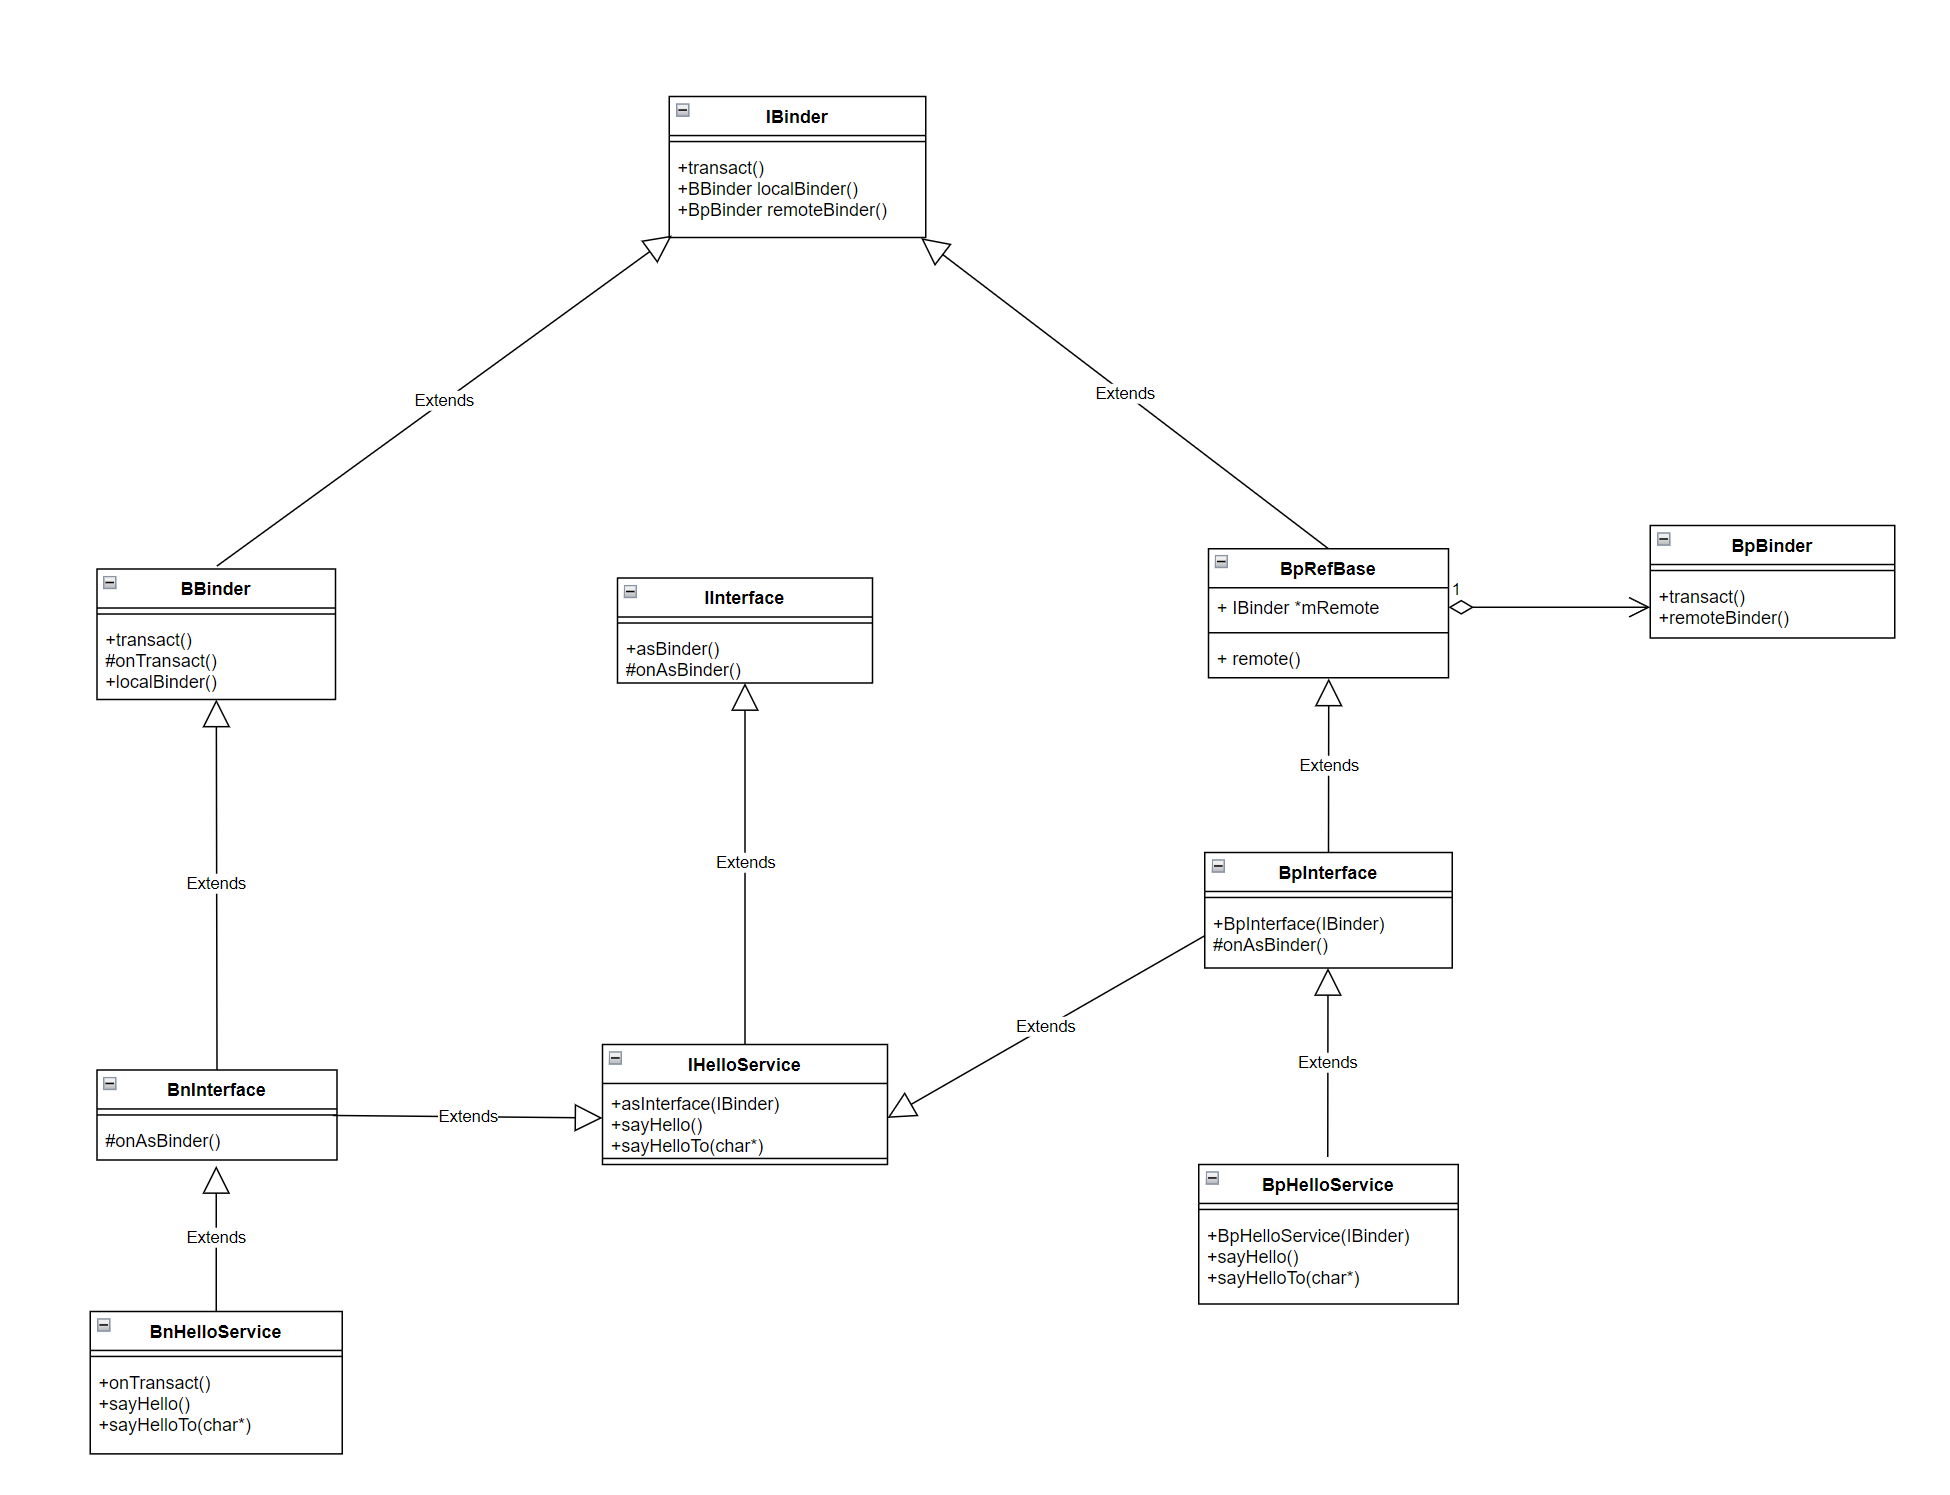 IBinder
+transact()
+BBinder localBinder()
+BpBinder remoteBinder()
Extends
Extends
BBinder
+transact()
#onTransact()
+localBinder()
IInterface
+asBinder()
#onAsBinder()
BpRefBase
+ IBinder *mRemote
+ remote()
1
BpBinder
+transact()
+remoteBinder()
Extends
Extends
Extends
BpInterface
+BpInterface(IBinder)
#onAsBinder()
Extends
Extends
BnInterface
#onAsBinder()
Extends
IHelloService
+asInterface(IBinder)
+sayHello()
+sayHelloTo(char*)
Extends
BpHelloService
+BpHelloService(IBinder)
+sayHello()
+sayHelloTo(char*)
Extends
BnHelloService
+onTransact()
+sayHello()
+sayHelloTo(char*)